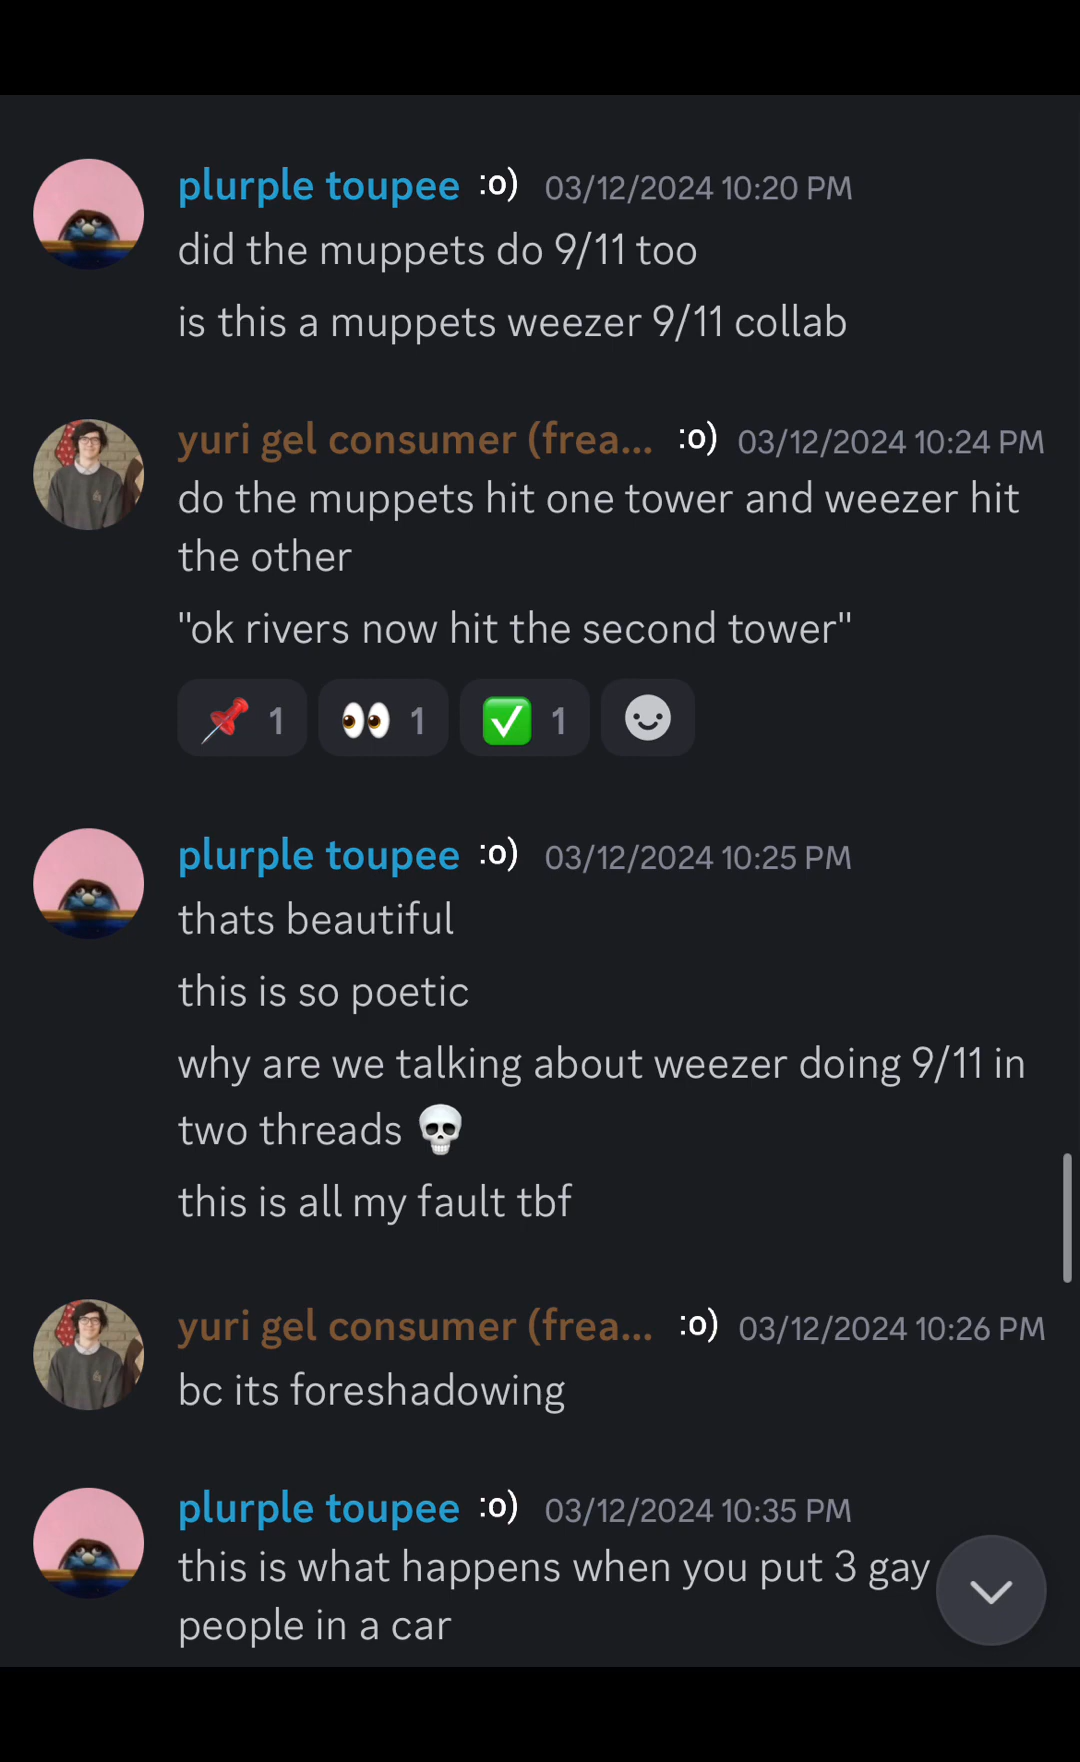 plurple toupee :o) 03/12/2024 10:20 PM
did the muppets do 9/11 too
is this a muppets weezer 9/11 collab
yuri gel consumer (frea... :o) 03/12/2024 10:24 PM
do the muppets hit one tower and weezer hit
the other
"ok rivers now hit the second tower"
📌 1 👀 1 ✅ 1
plurple toupee :o) 03/12/2024 10:25 PM
thats beautiful
this is so poetic
why are we talking about weezer doing 9/11 in
two threads 💀
this is all my fault tbf
yuri gel consumer (frea... :o) 03/12/2024 10:26 PM
bc its foreshadowing
plurple toupee :o) 03/12/2024 10:35 PM
this is what happens when you put 3 gay
people in a car